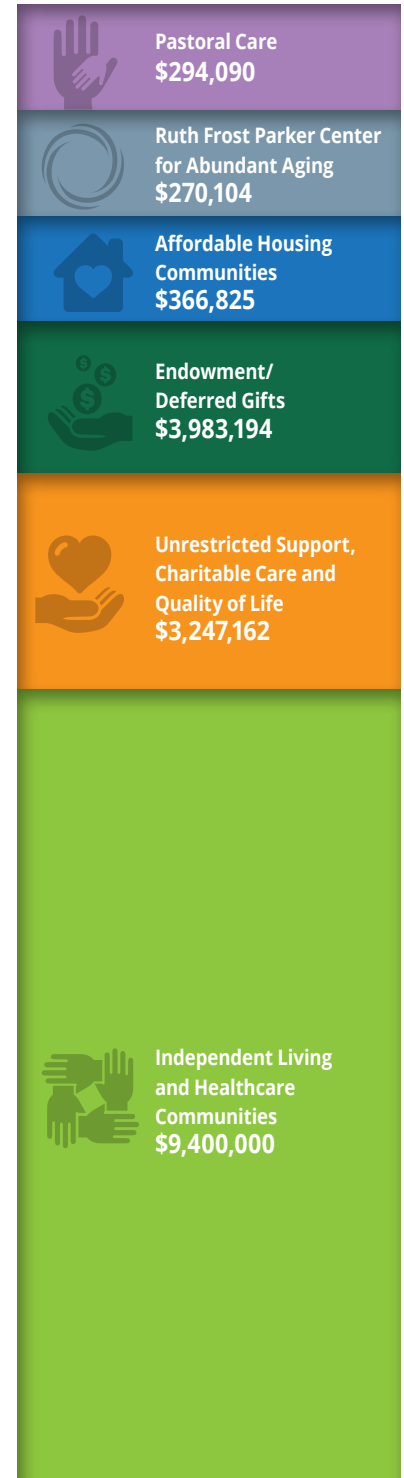 Pastoral Care
$294,090
Ruth Frost Parker Center
for Abundant Aging
$270,104
Affordable Housing
Communities
$366,825
Endowment/
Deferred Gifts
$3,983,194
Unrestricted Support,
Charitable Care and
Quality of Life
$3,247,162
Independent Living
and Healthcare
Communities
$9,400,000